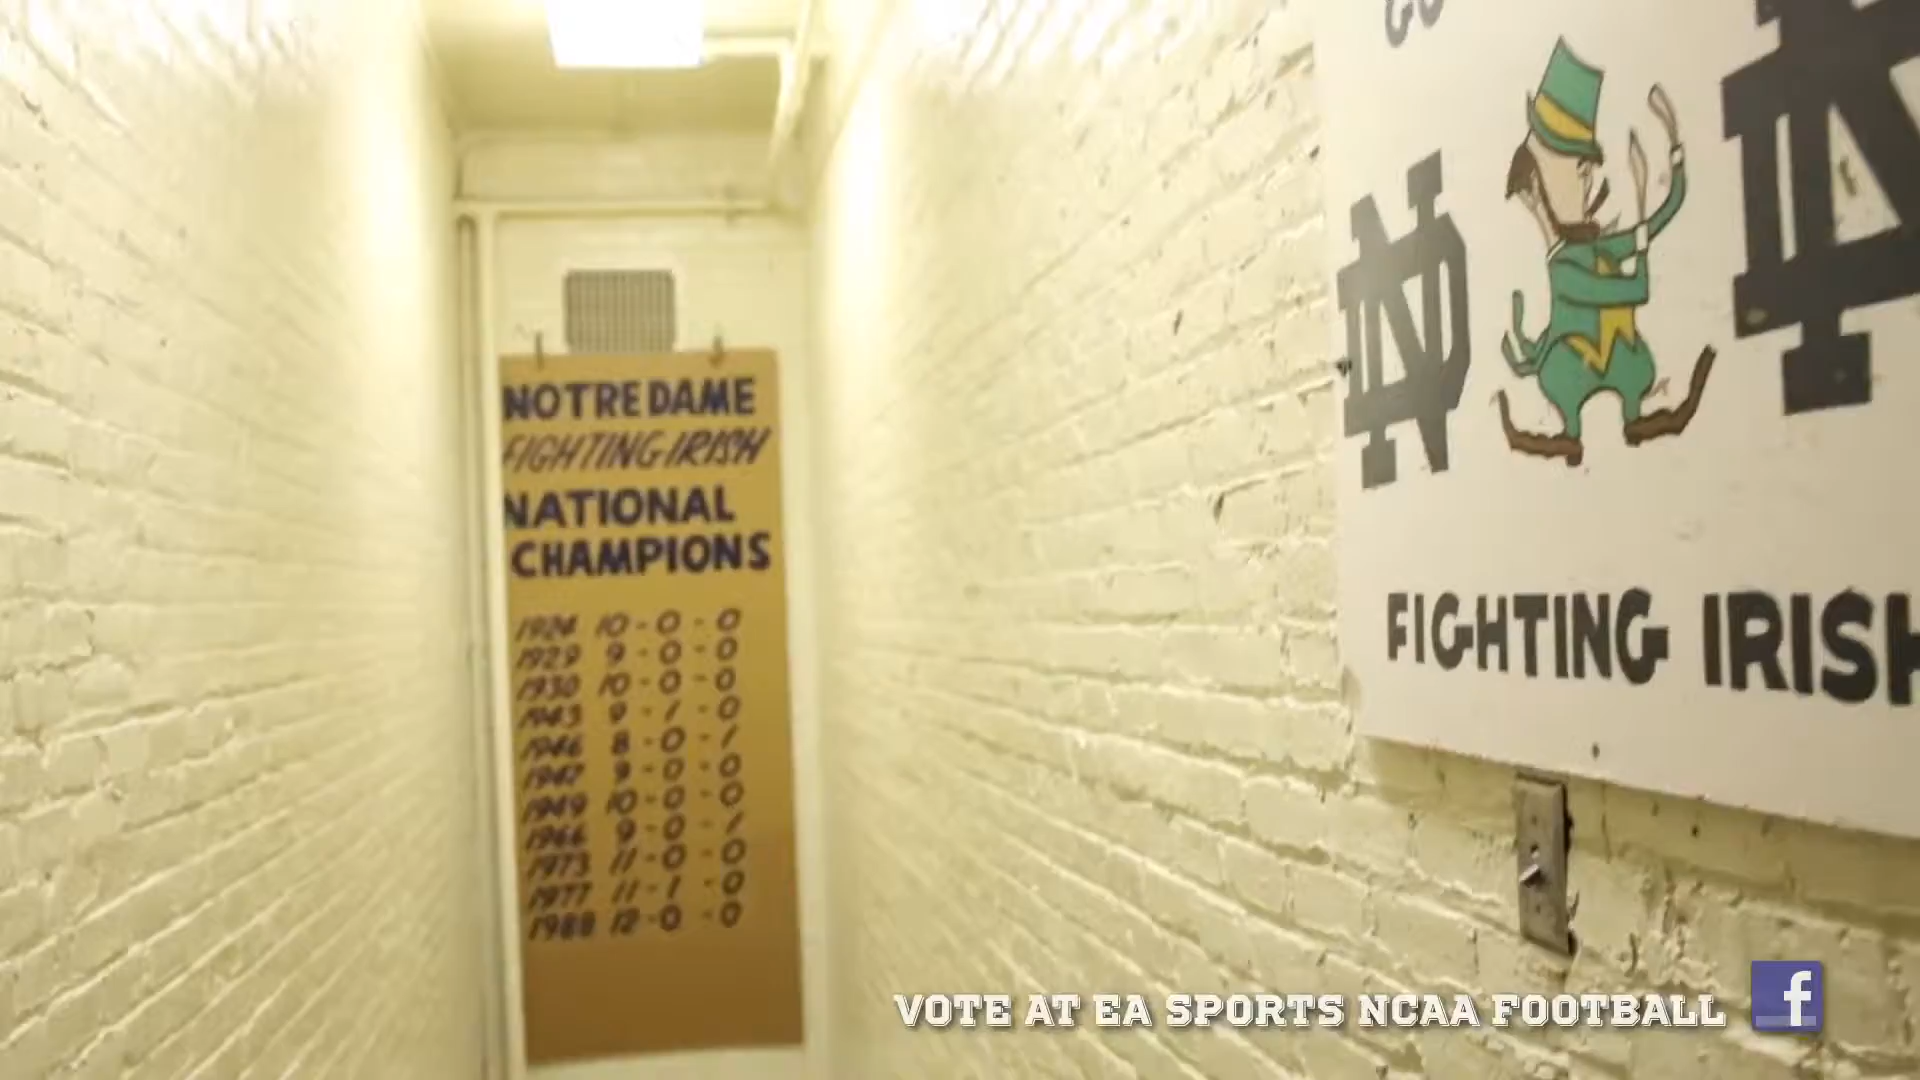 NOTRE DAME
FIGHTING IRISH
NATIONAL
CHAMPIONS
1924 10-0-0
1929 9-0-0
1930 10-0-0
1943 9-1-0
1946 8-0-1
1947 9-0-0
1949 10-0-0
1966 9-0-1
1973 11-0-0
1977 11-1-0
1988 12-0-0
GO
ND
ND
FIGHTING IRISH
VOTE AT EA SPORTS NCAA FOOTBALL f